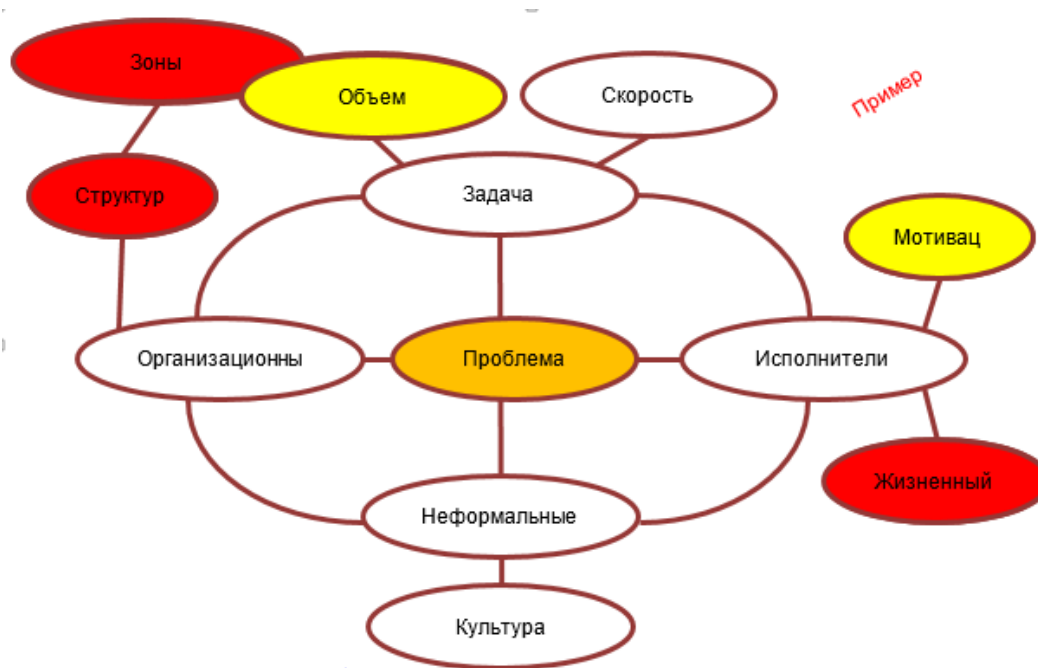 Зоны
Объем
Скорость
Пример
Структур
Задача
Мотивац
Организационны
Проблема
Исполнители
Жизненный
Неформальные
Культура